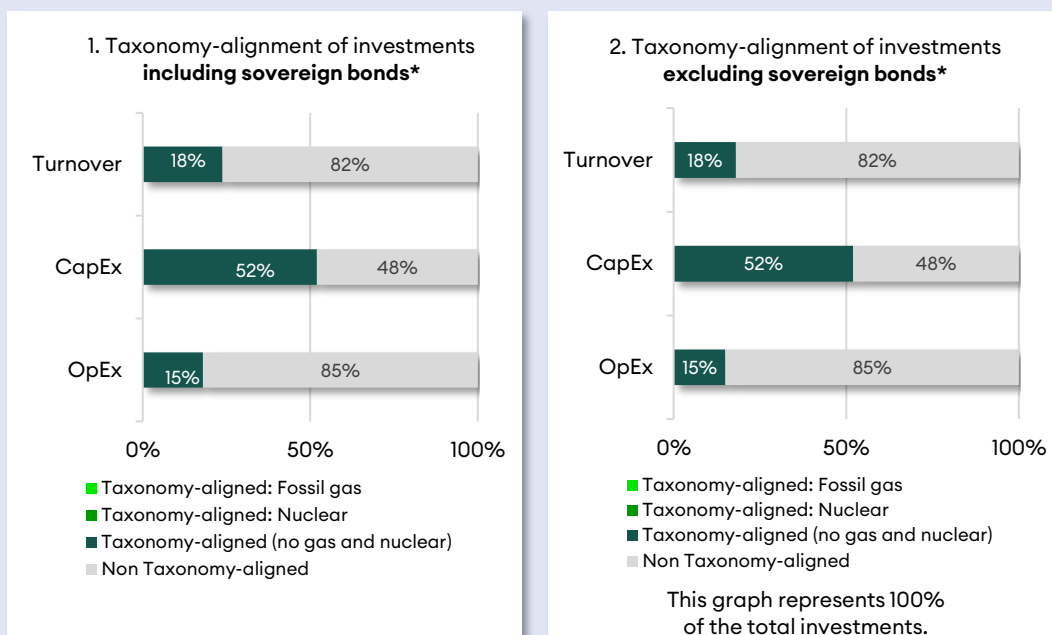 1. Taxonomy-alignment of investments
including sovereign bonds*
Turnover
18%
82%
CapEx
52%
48%
OpEx
15%
85%
0%
50%
100%
Taxonomy-aligned: Fossil gas
Taxonomy-aligned: Nuclear
Taxonomy-aligned (no gas and nuclear)
Non Taxonomy-aligned
2. Taxonomy-alignment of investments
excluding sovereign bonds*
Turnover
18%
82%
CapEx
52%
48%
OpEx
15%
85%
0%
50%
100%
Taxonomy-aligned: Fossil gas
Taxonomy-aligned: Nuclear
Taxonomy-aligned (no gas and nuclear)
Non Taxonomy-aligned
This graph represents 100%
of the total investments.